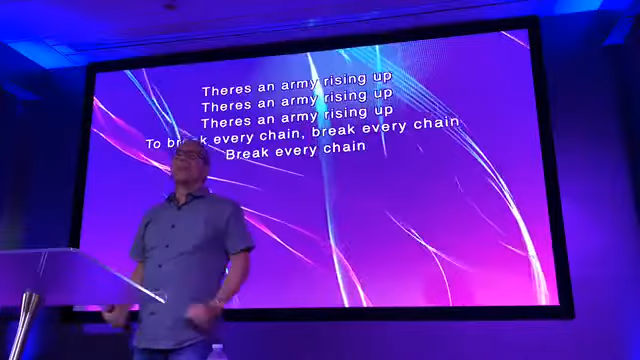 Theres an army rising up
Theres an army rising up
Theres an army rising up
To break every chain, break every chain
Break every chain